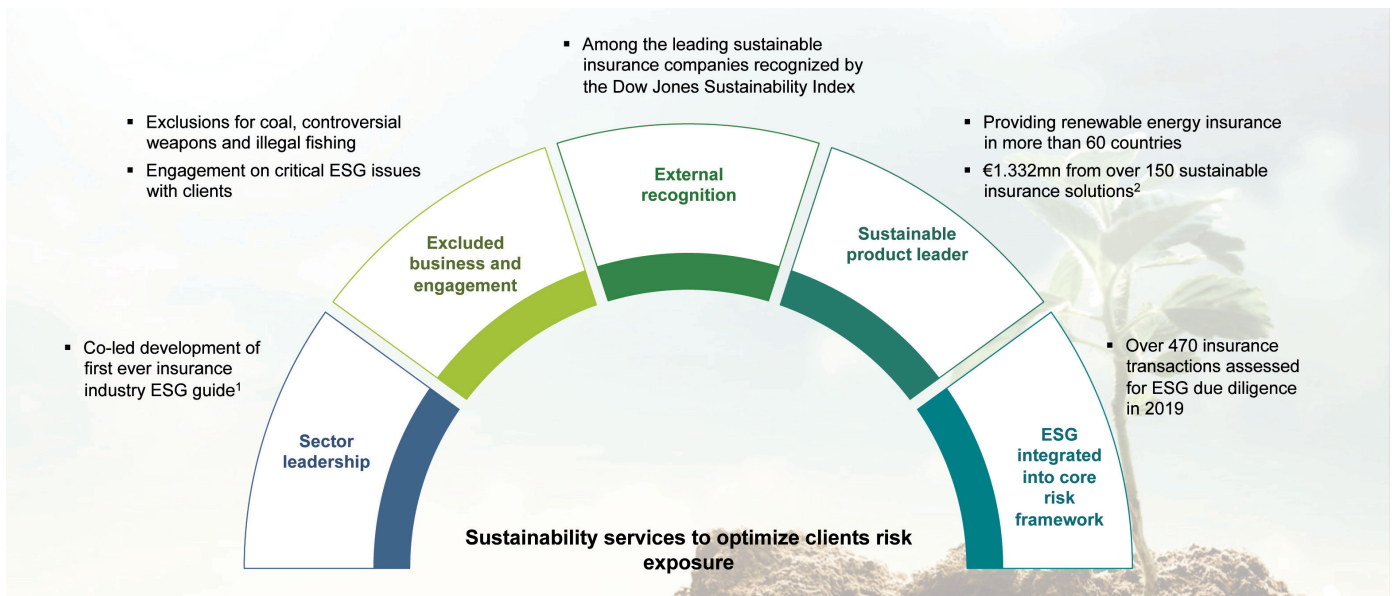 ▪ Among the leading sustainable
insurance companies recognized by
the Dow Jones Sustainability Index
▪ Exclusions for coal, controversial
weapons and illegal fishing
▪ Engagement on critical ESG issues
with clients
▪ Providing renewable energy insurance
in more than 60 countries
▪ €1.332mn from over 150 sustainable
insurance solutions²
External
recognition
Excluded
business and
engagement
Sustainable
product leader
▪ Co-led development of
first ever insurance
industry ESG guide¹
▪ Over 470 insurance
transactions assessed
for ESG due diligence
in 2019
Sector
leadership
ESG
integrated
into core
risk
framework
Sustainability services to optimize clients risk
exposure